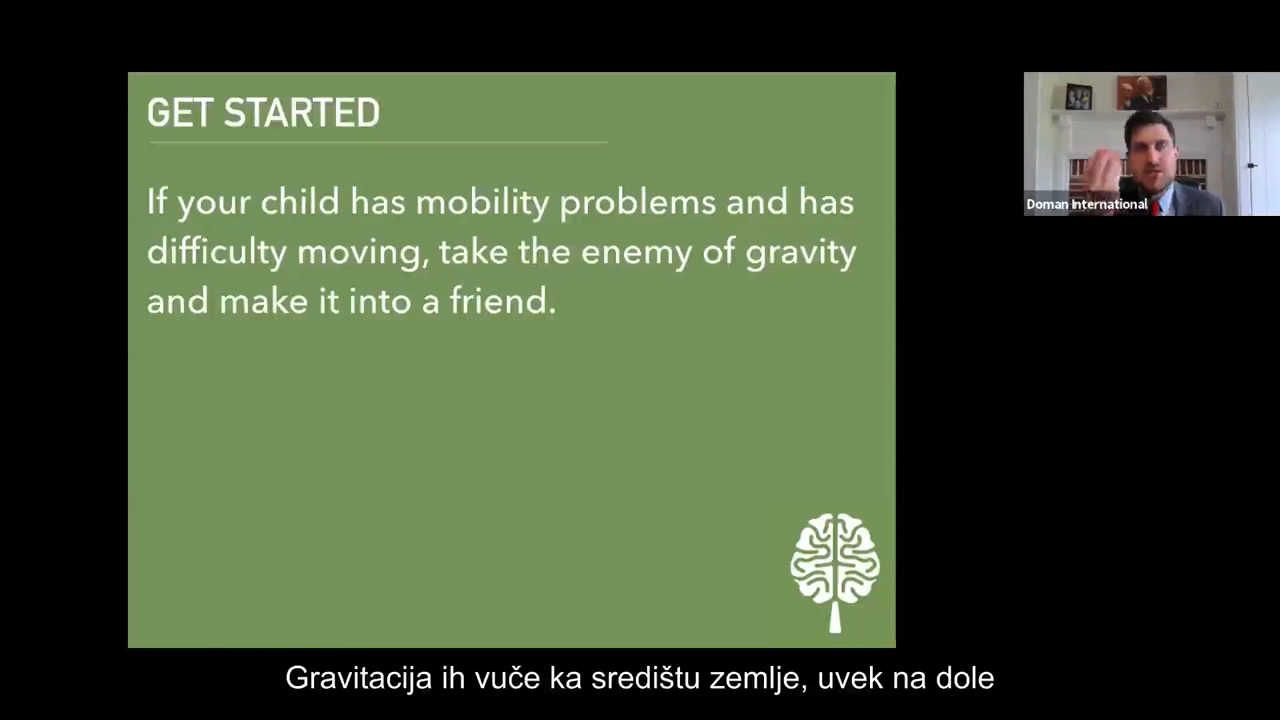 GET STARTED
If your child has mobility problems and has
difficulty moving, take the enemy of gravity
and make it into a friend.
Doman International
Gravitacija ih vuče ka središtu zemlje, uvek na dole